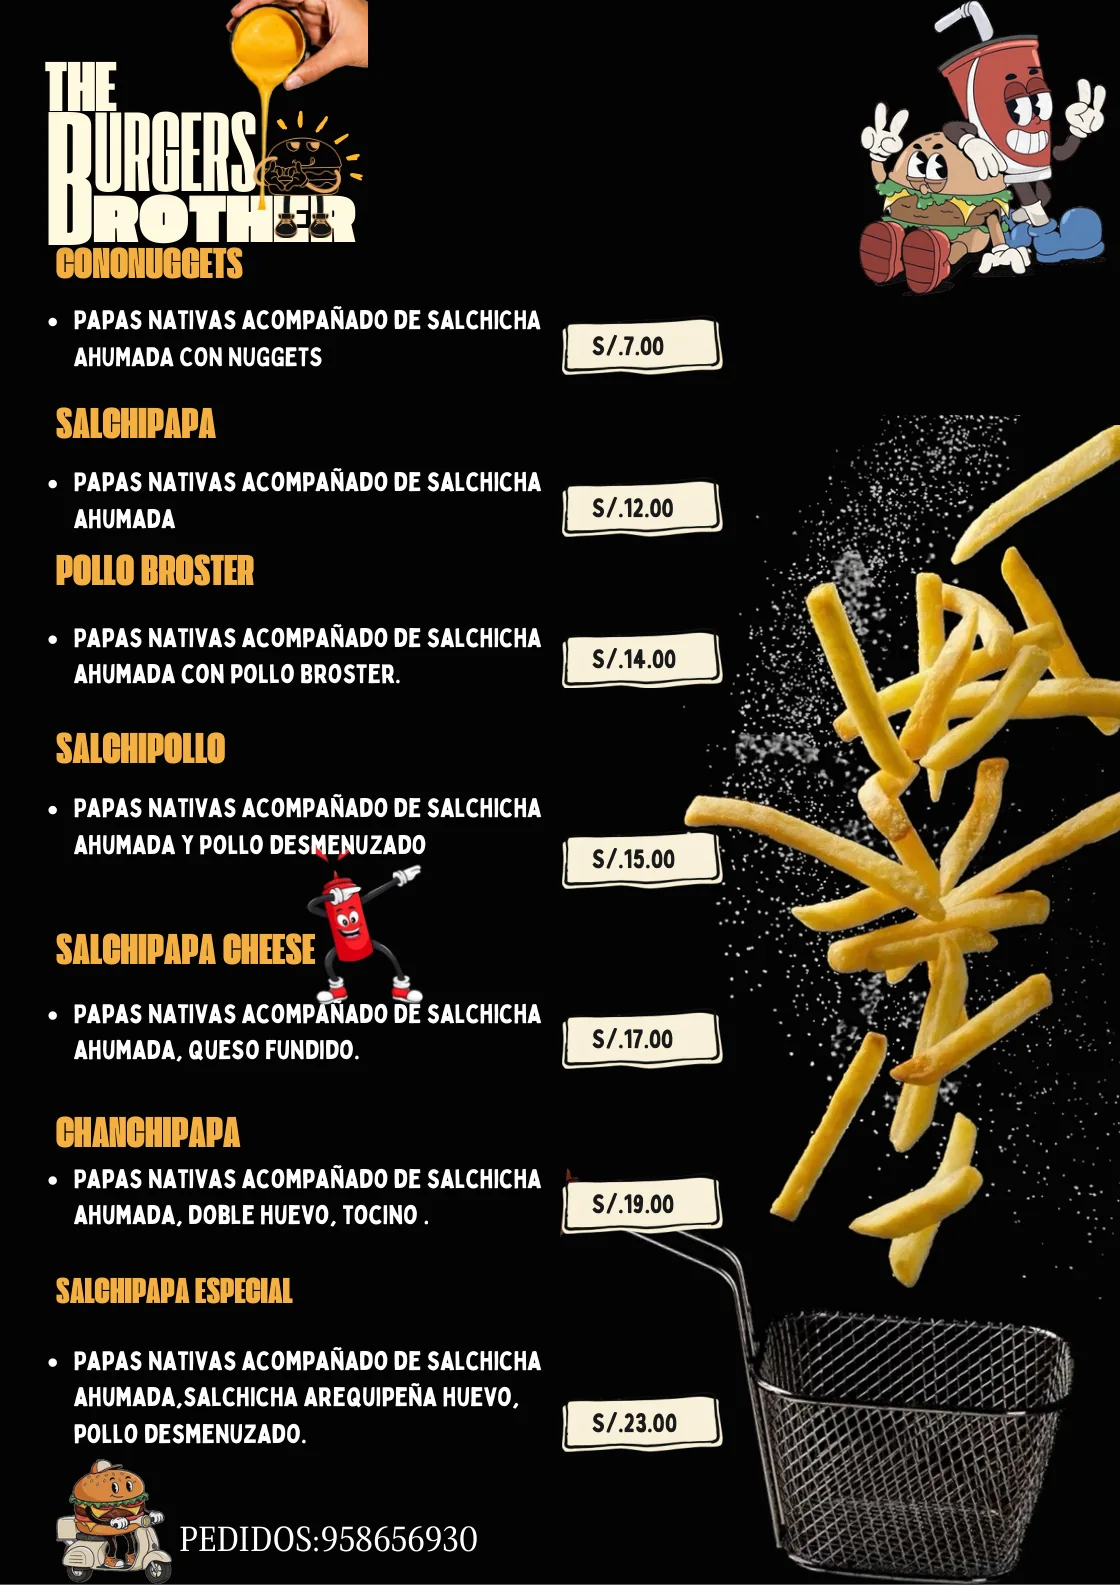 THE
BURGERS
BROTHER
CONONUGGETS
• PAPAS NATIVAS ACOMPAÑADO DE SALCHICHA
AHUMADA CON NUGGETS
S/.7.00
SALCHIPAPA
• PAPAS NATIVAS ACOMPAÑADO DE SALCHICHA
AHUMADA
S/.12.00
POLLO BROSTER
• PAPAS NATIVAS ACOMPAÑADO DE SALCHICHA
AHUMADA CON POLLO BROSTER.
S/.14.00
SALCHIPOLLO
• PAPAS NATIVAS ACOMPAÑADO DE SALCHICHA
AHUMADA Y POLLO DESMENUZADO
S/.15.00
SALCHIPAPA CHEESE
• PAPAS NATIVAS ACOMPAÑADO DE SALCHICHA
AHUMADA, QUESO FUNDIDO.
S/.17.00
CHANCHIPAPA
• PAPAS NATIVAS ACOMPAÑADO DE SALCHICHA
AHUMADA, DOBLE HUEVO, TOCINO .
S/.19.00
SALCHIPAPA ESPECIAL
• PAPAS NATIVAS ACOMPAÑADO DE SALCHICHA
AHUMADA,SALCHICHA AREQUIPEÑA HUEVO,
POLLO DESMENUZADO.
S/.23.00
PEDIDOS:958656930